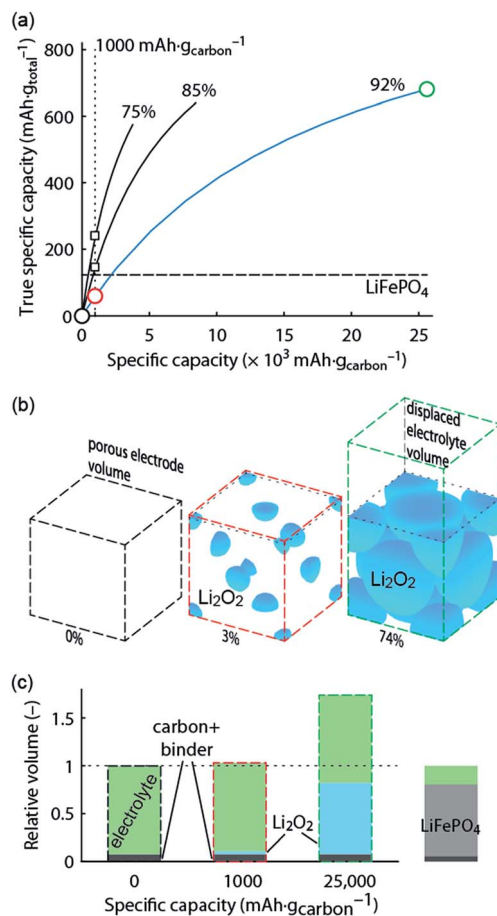 (a)
1000 mAh·gcarbon⁻¹
True specific capacity (mAh·gtotal⁻¹)
800
600
400
200
0
75%
85%
92%
LiFePO₄
0
5
10
15
20
25
Specific capacity (× 10³ mAh·gcarbon⁻¹)
(b)
porous electrode
volume
displaced
electrolyte
volume
Li₂O₂
Li₂O₂
0%
3%
74%
(c)
Relative volume (–)
1.5
1
0.5
0
carbon+
binder
electrolyte
Li₂O₂
LiFePO₄
0
1000
25,000
Specific capacity (mAh·gcarbon⁻¹)